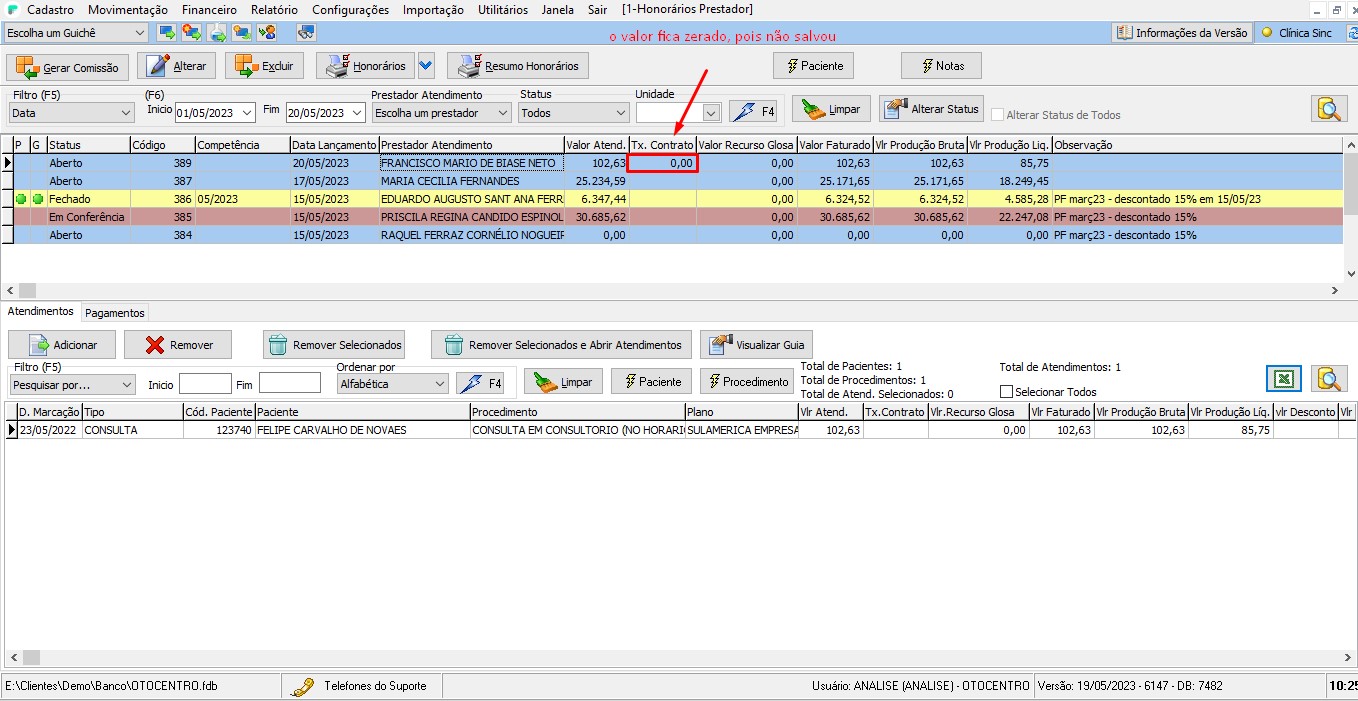 Cadastro Movimentação Financeiro Relatório Configurações Importação Utilitários Janela Sair [1-Honorários Prestador]
Escolha um Guichê
o valor fica zerado, pois não salvou
Informações da Versão Clínica Sinc
Gerar Comissão Alterar Excluir Honorários Resumo Honorários Paciente Notas
Filtro (F5) (F6) Prestador Atendimento Status Unidade
Data Inicio 01/05/2023 Fim 20/05/2023 Escolha um prestador Todos F4 Limpar Alterar Status Alterar Status de Todos
P G Status Código Competência Data Lançamento Prestador Atendimento Valor Atend. Tx. Contrato Valor Recurso Glosa Valor Faturado Vlr Produção Bruta Vlr Produção Liq. Observação
Aberto 389 20/05/2023 FRANCISCO MARIO DE BIASE NETO 102,63 0,00 0,00 102,63 102,63 85,75
Aberto 387 17/05/2023 MARIA CECILIA FERNANDES 25.234,59 0,00 25.171,65 25.171,65 18.249,45
Fechado 386 05/2023 15/05/2023 EDUARDO AUGUSTO SANT ANA FERR 6.347,44 0,00 6.324,52 6.324,52 4.585,28 PF març23 - descontado 15% em 15/05/23
Em Conferência 385 15/05/2023 PRISCILA REGINA CANDIDO ESPINOL 30.685,62 0,00 30.685,62 30.685,62 22.247,08 PF març23 - descontado 15%
Aberto 384 15/05/2023 RAQUEL FERRAZ CORNÉLIO NOGUEIF 0,00 0,00 0,00 0,00 0,00 PF març23 - descontado 15%
Atendimentos Pagamentos
Adicionar Remover Remover Selecionados Remover Selecionados e Abrir Atendimentos Visualizar Guia
Filtro (F5) Ordenar por
Pesquisar por... Inicio Fim Alfabética F4 Limpar Paciente Procedimento
Total de Pacientes: 1 Total de Atendimentos: 1
Total de Procedimentos: 1
Total de Atend. Selecionados: 0 Selecionar Todos
D. Marcação Tipo Cód. Paciente Paciente Procedimento Plano Vlr Atend. Tx.Contrato Vlr.Recurso Glosa Vlr Faturado Vlr Produção Bruta Vlr Produção Líq. Vlr Desconto Vlr
23/05/2022 CONSULTA 123740 FELIPE CARVALHO DE NOVAES CONSULTA EM CONSULTORIO (NO HORARI SULAMERICA EMPRESA 102,63 0,00 102,63 102,63 85,75
E:\Clientes\Demo\Banco\OTOCENTRO.fdb Telefones do Suporte Usuário: ANALISE (ANALISE) - OTOCENTRO Versão: 19/05/2023 - 6147 - DB: 7482 10:25